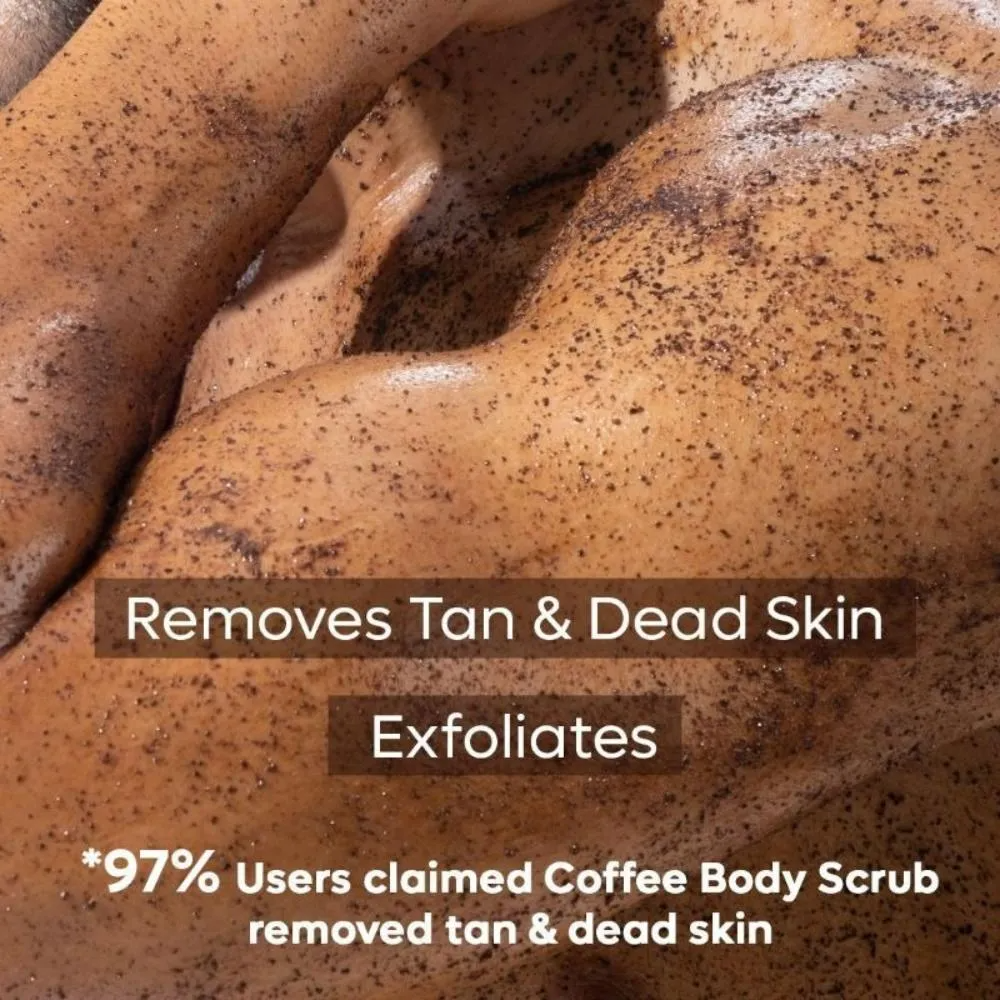 Removes Tan & Dead Skin
Exfoliates
*97% Users claimed Coffee Body Scrub
removed tan & dead skin